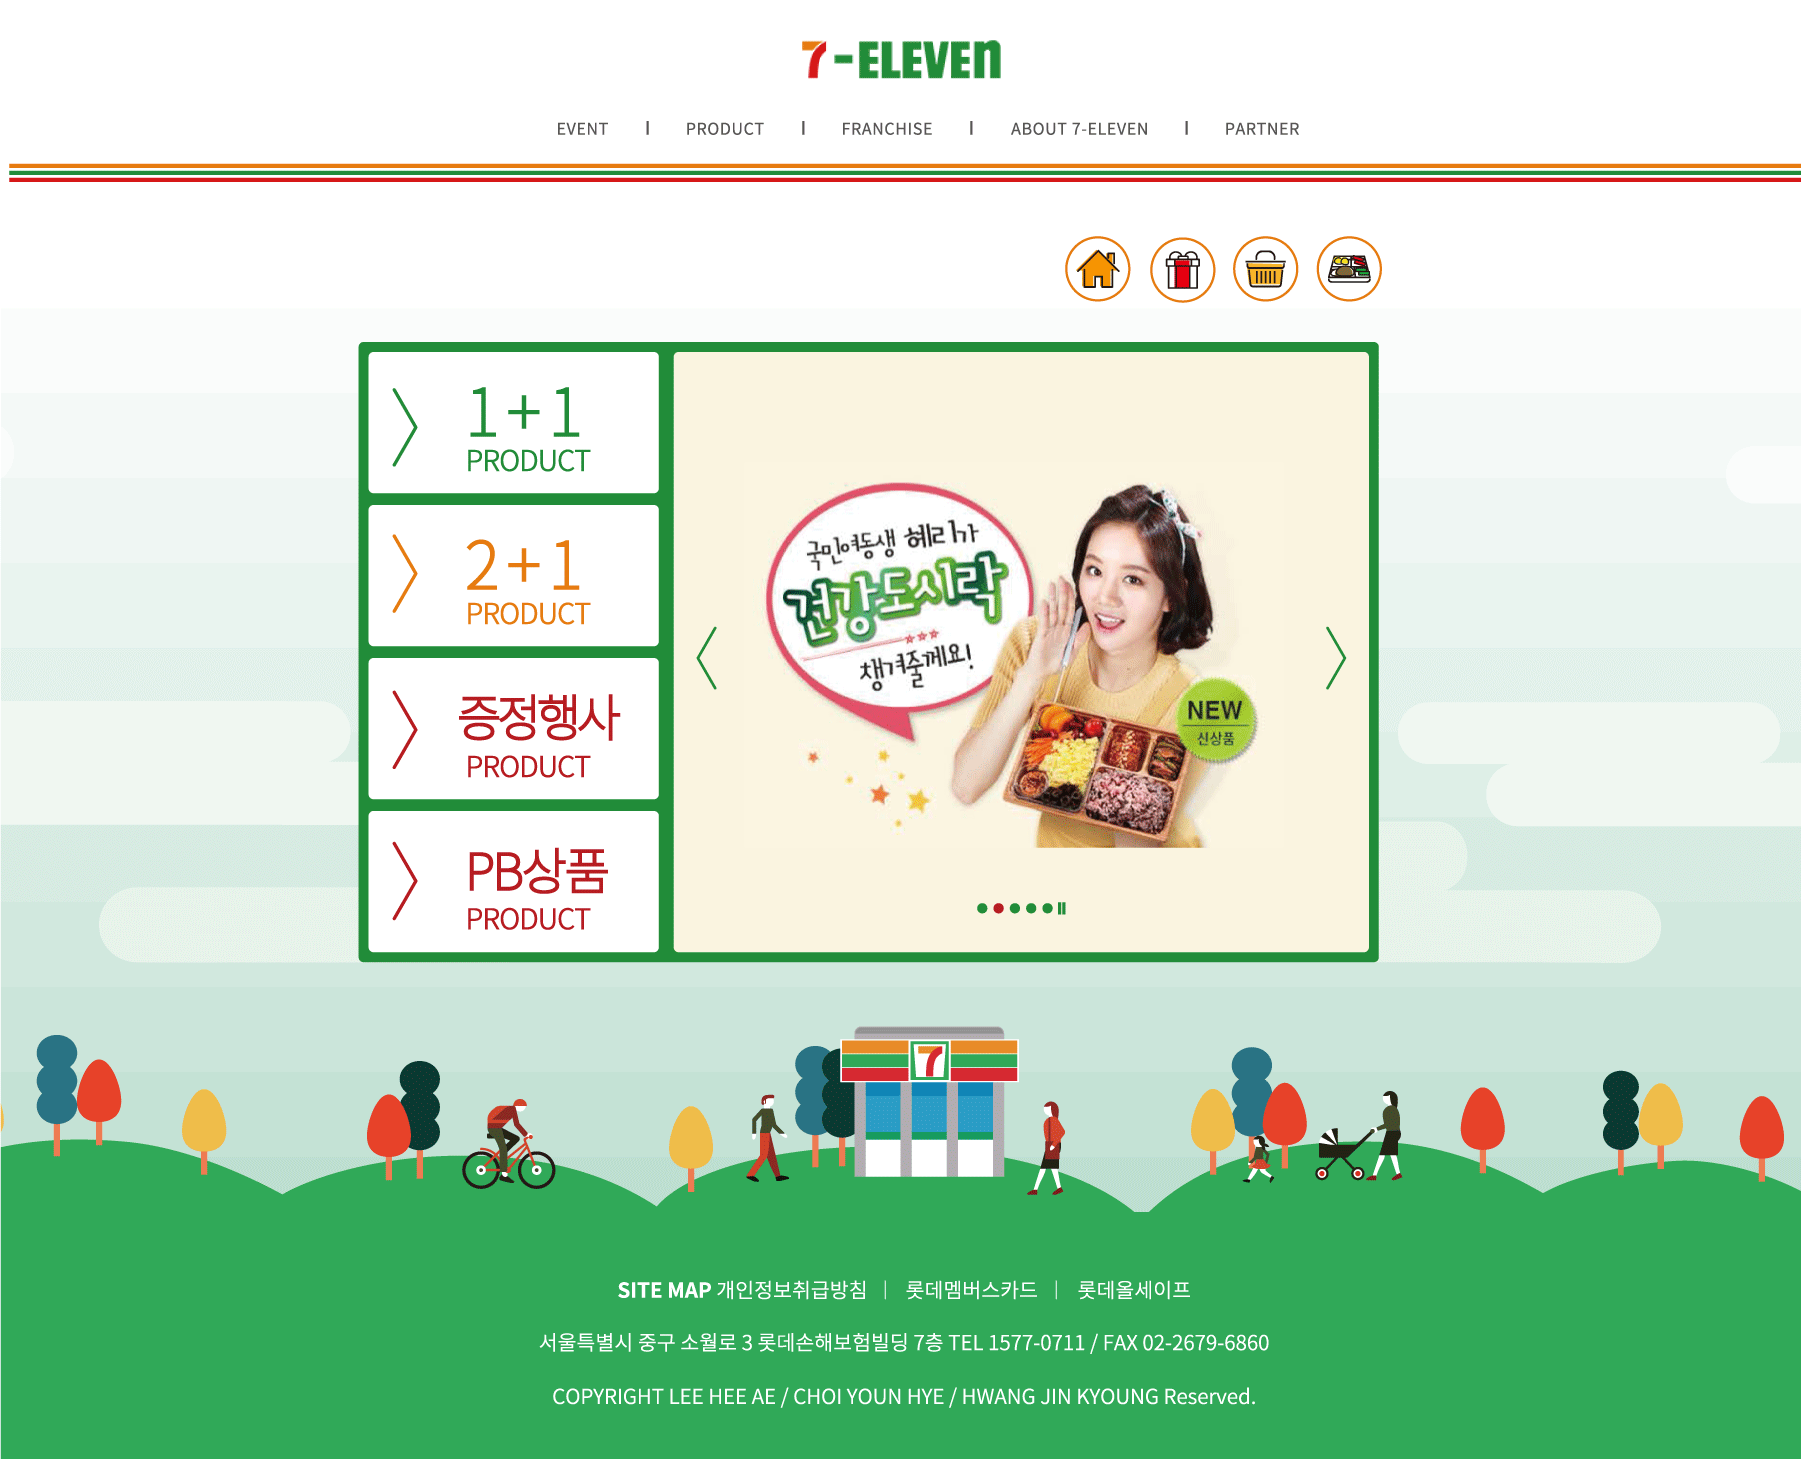 7-ELEVEn
EVENT PRODUCT FRANCHISE ABOUT 7-ELEVEN PARTNER
1+1
PRODUCT
2+1
PRODUCT
증정행사
PRODUCT
PB상품
PRODUCT
국민여동생 혜리가
건강도시락
챙겨줄께요!
NEW
신상품
7
SITE MAP 개인정보취급방침 | 롯데멤버스카드 | 롯데올세이프
서울특별시 중구 소월로 3 롯데손해보험빌딩 7층 TEL 1577-0711 / FAX 02-2679-6860
COPYRIGHT LEE HEE AE / CHOI YOUN HYE / HWANG JIN KYOUNG Reserved.